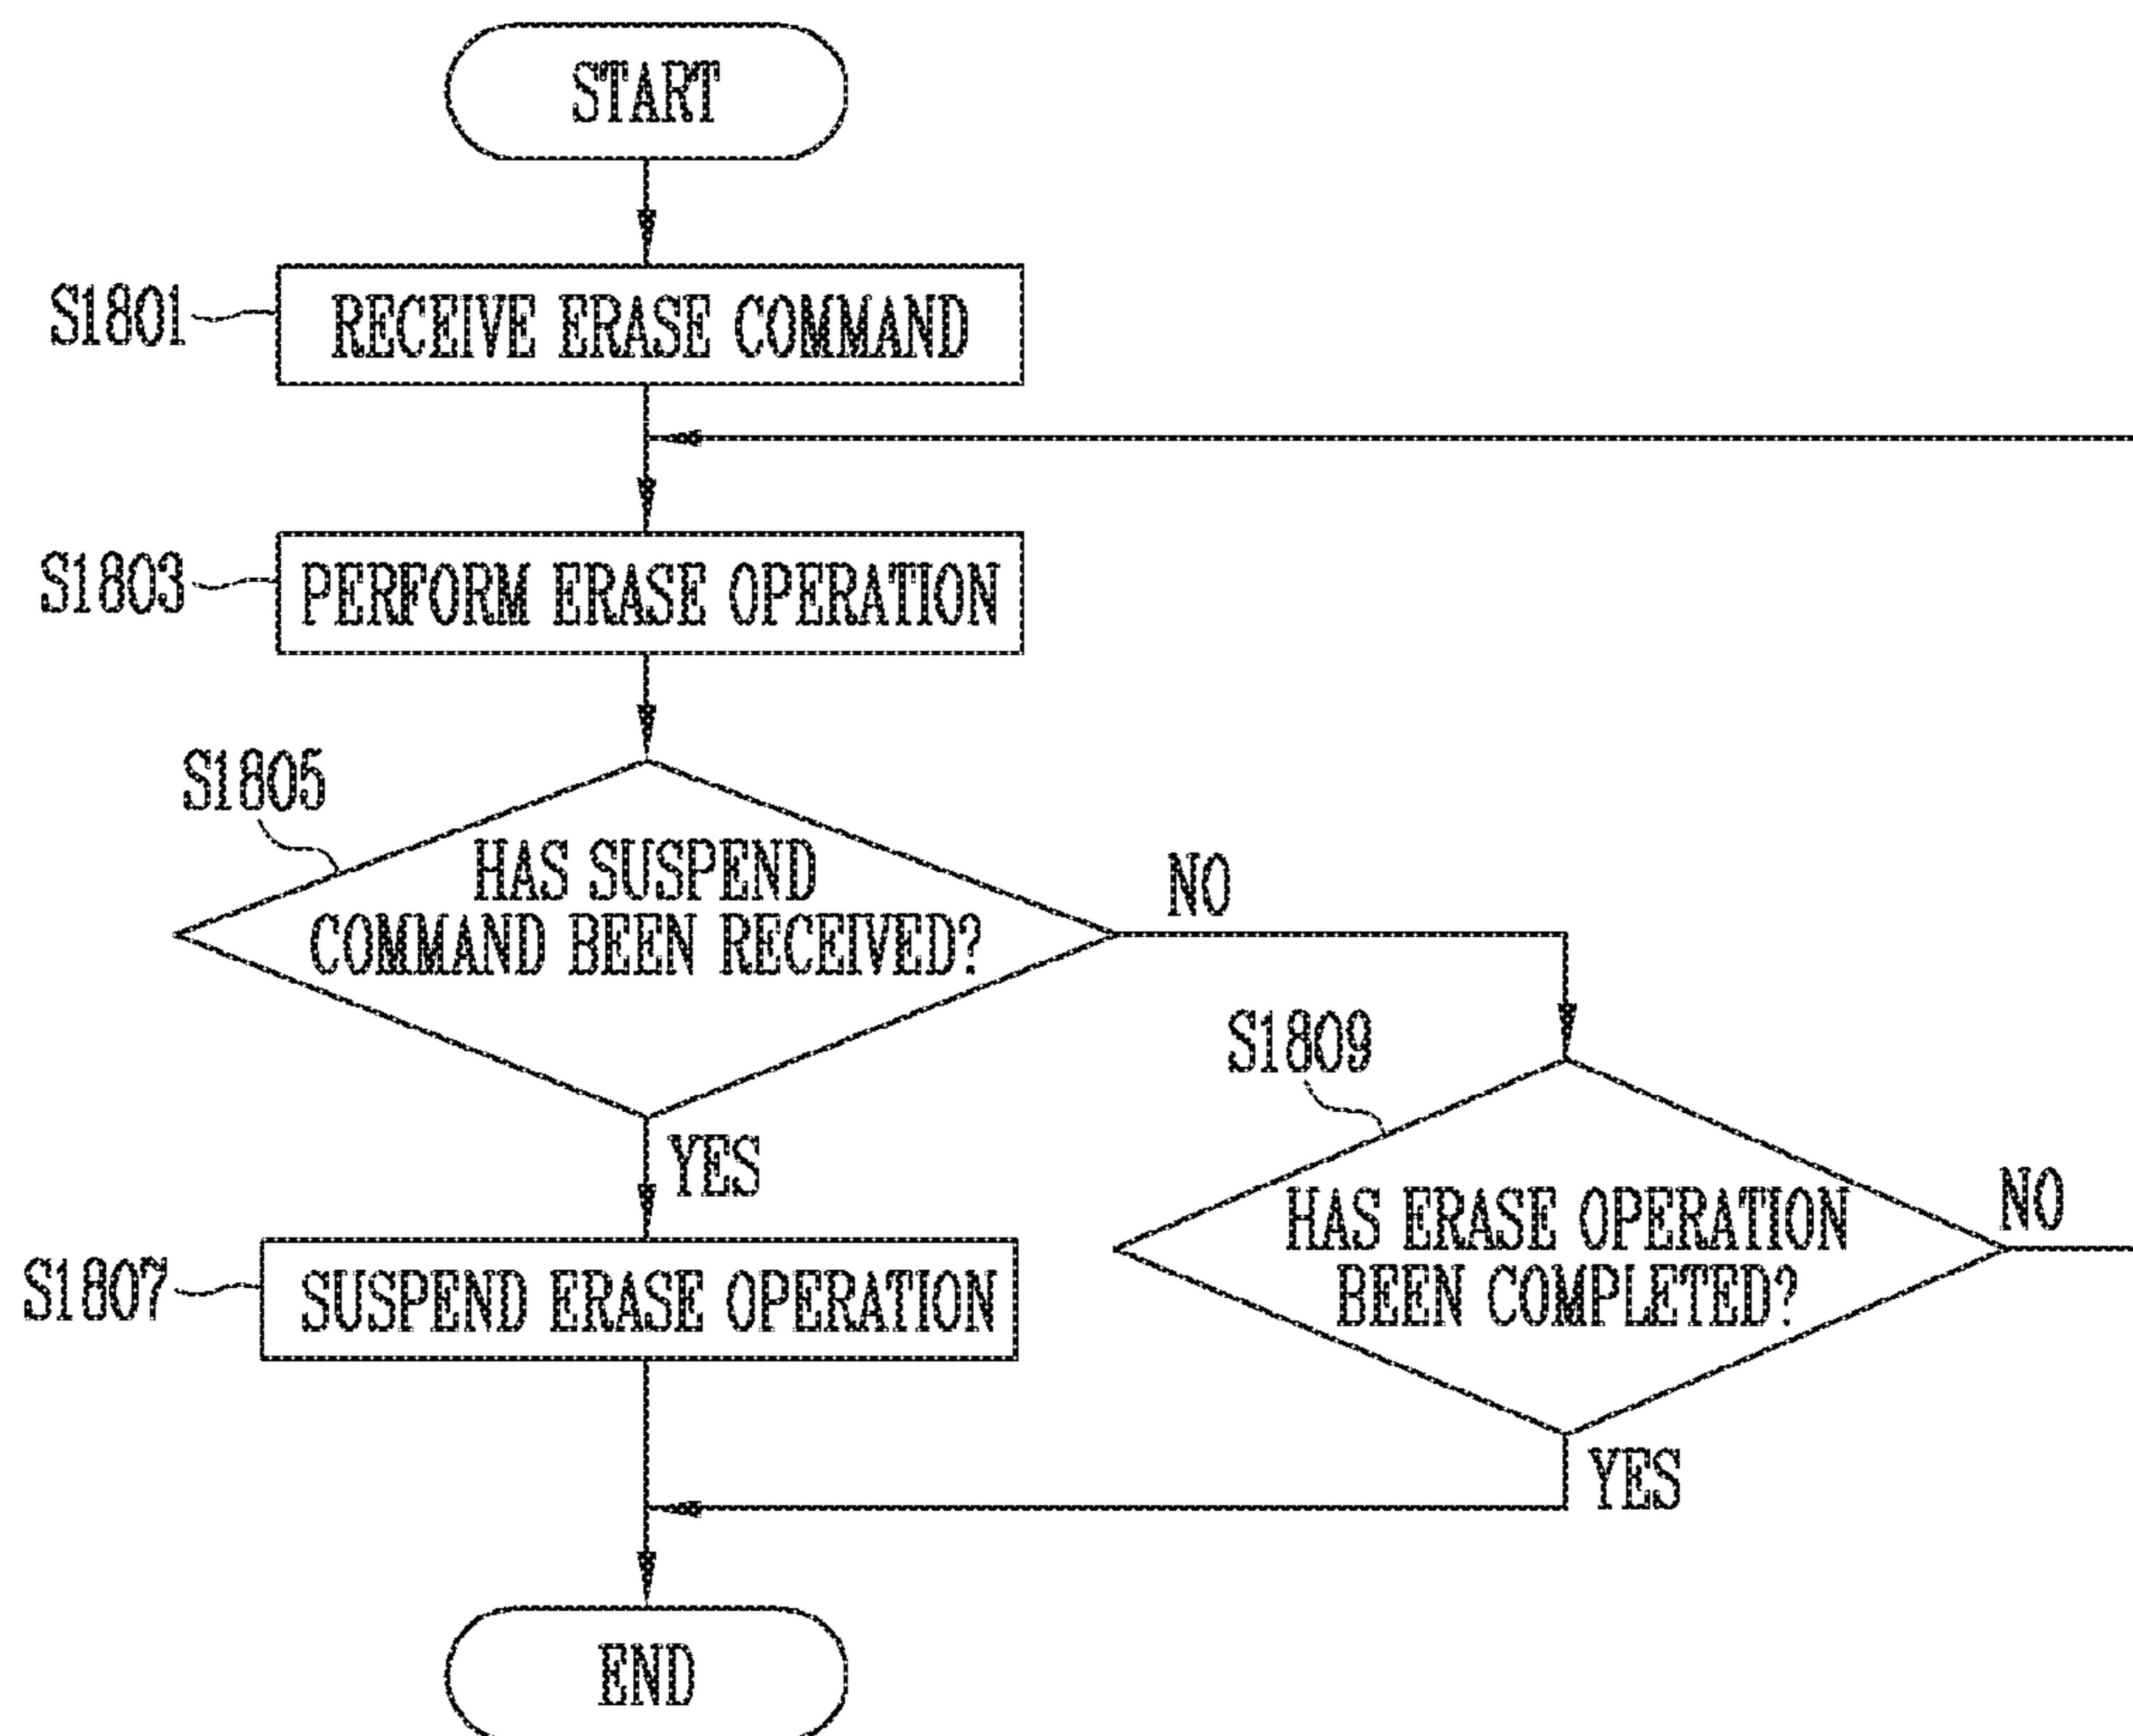 START
S1801
RECEIVE ERASE COMMAND
S1803
PERFORM ERASE OPERATION
S1805
HAS SUSPEND
COMMAND BEEN RECEIVED?
NO
YES
S1809
HAS ERASE OPERATION
BEEN COMPLETED?
NO
YES
S1807
SUSPEND ERASE OPERATION
END